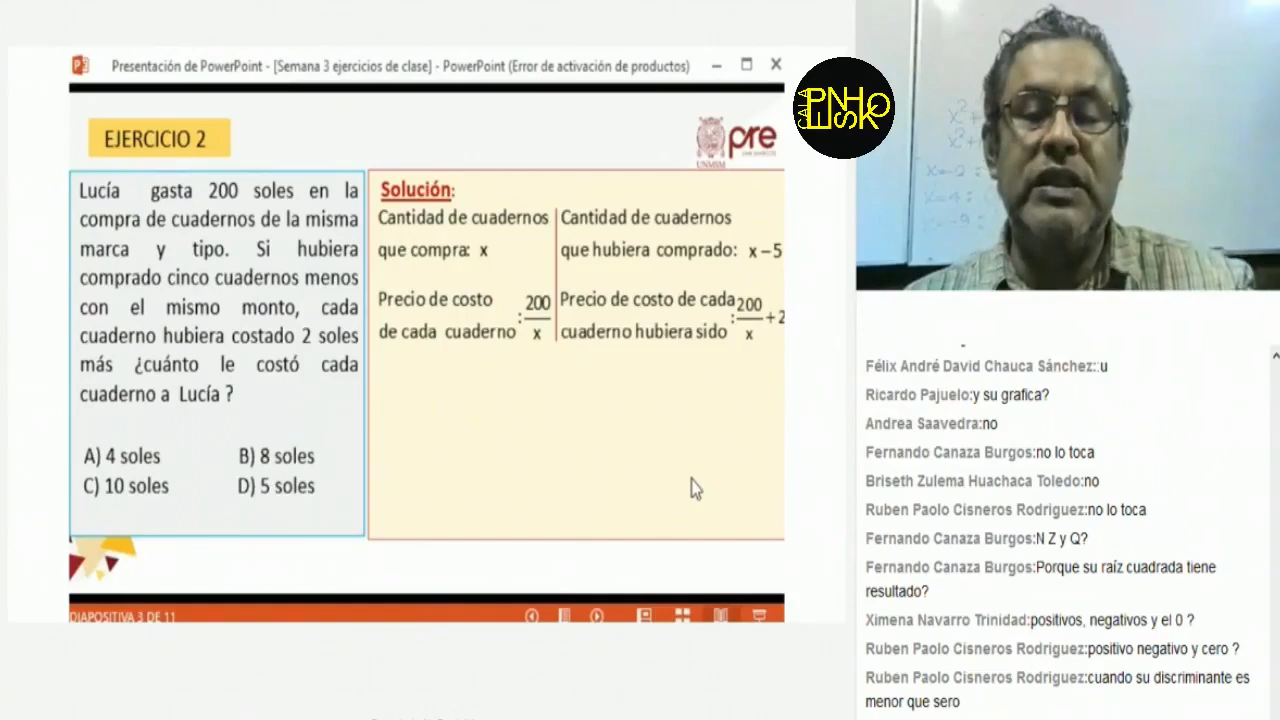 Presentación de PowerPoint - [Semana 3 ejercicios de clase] - PowerPoint (Error de activación de productos)
EJERCICIO 2
UNMSM
pre
Lucía gasta 200 soles en la
compra de cuadernos de la misma
marca y tipo. Si hubiera
comprado cinco cuadernos menos
con el mismo monto, cada
cuaderno hubiera costado 2 soles
más ¿cuánto le costó cada
cuaderno a Lucía ?
A) 4 soles B) 8 soles
C) 10 soles D) 5 soles
Solución:
Cantidad de cuadernos
que compra: x
Precio de costo
de cada cuaderno : 200/x
Cantidad de cuadernos
que hubiera comprado: x – 5
Precio de costo de cada
cuaderno hubiera sido : 200/x + 2
DIAPOSITIVA 3 DE 11
x²+
x²+
x=-2:
Félix André David Chauca Sánchez::u
Ricardo Pajuelo:y su grafica?
Andrea Saavedra:no
Fernando Canaza Burgos:no lo toca
Briseth Zulema Huachaca Toledo:no
Ruben Paolo Cisneros Rodriguez:no lo toca
Fernando Canaza Burgos:N Z y Q?
Fernando Canaza Burgos:Porque su raíz cuadrada tiene
resultado?
Ximena Navarro Trinidad:positivos, negativos y el 0 ?
Ruben Paolo Cisneros Rodriguez:positivo negativo y cero ?
Ruben Paolo Cisneros Rodriguez:cuando su discriminante es
menor que sero